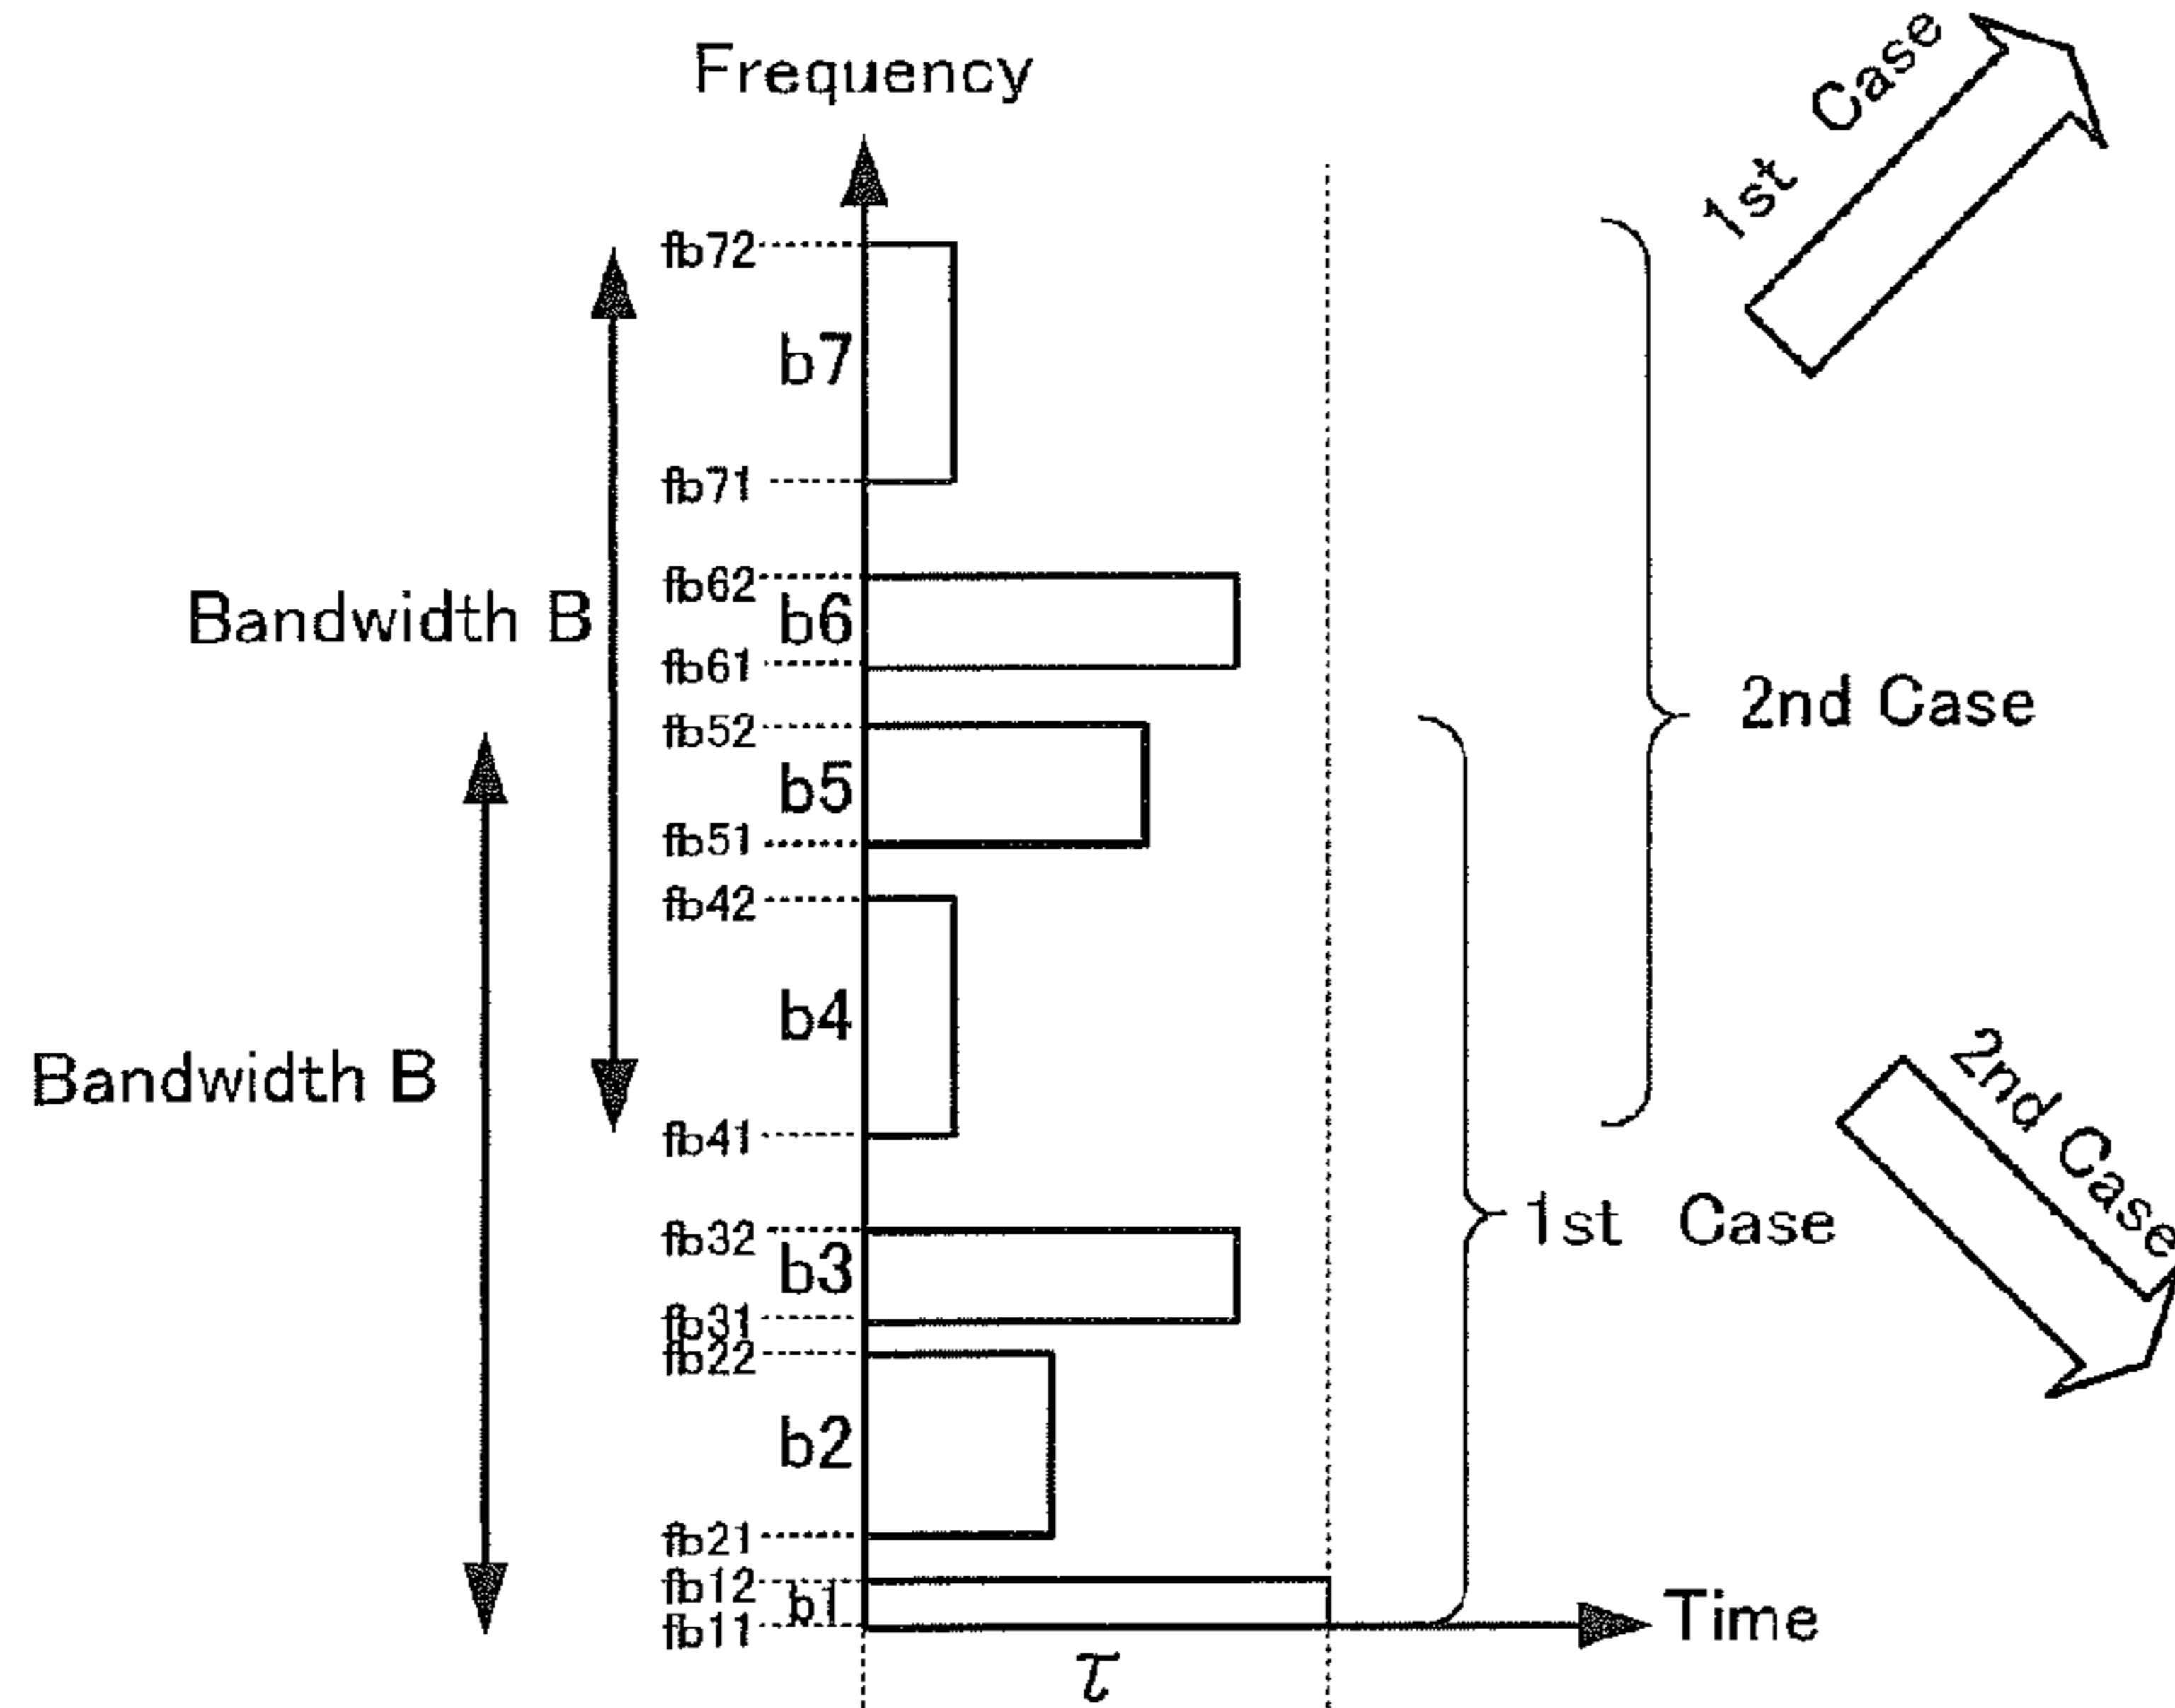 Frequency
1st Case
fb72
b7
fb71
fb62
Bandwidth B
b6
fb61
2nd Case
fb52
b5
fb51
fb42
b4
Bandwidth B
2nd Case
fb41
1st Case
fb32
b3
fb31
fb22
b2
fb21
fb12
b1
fb11
Time
τ